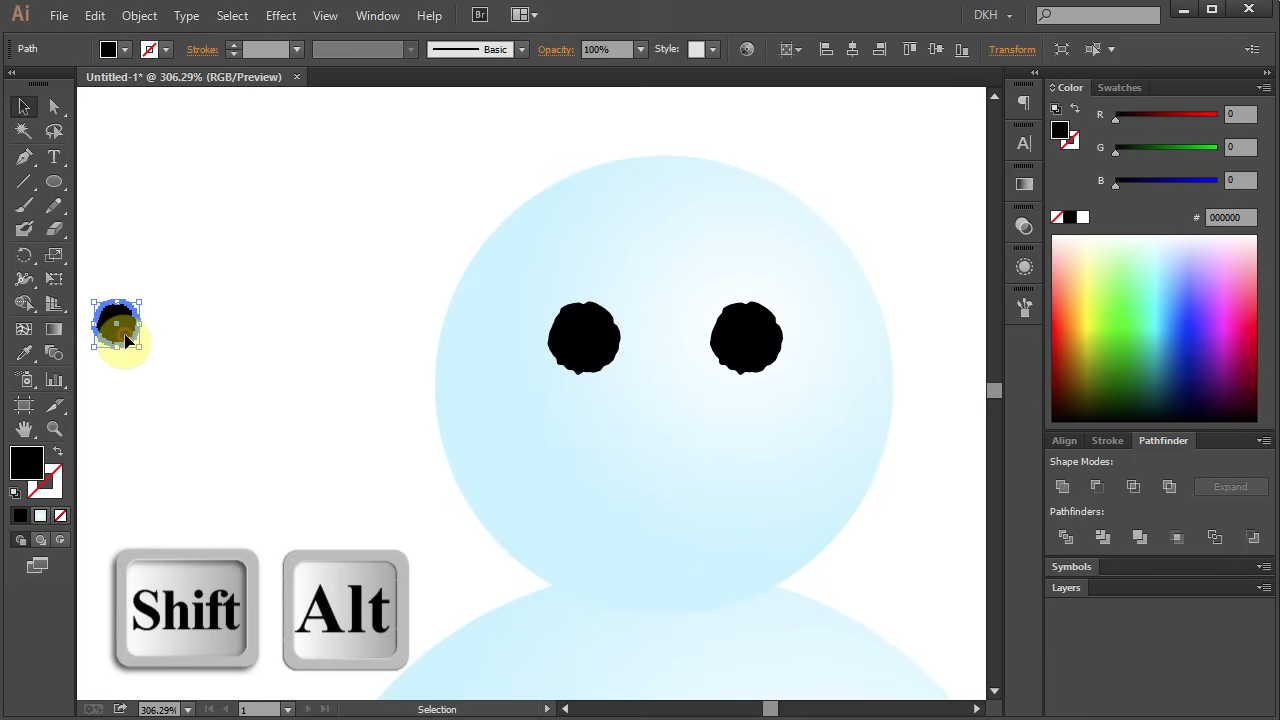 Ai File Edit Object Type Select Effect View Window Help Br DKH
Path Stroke: Basic Opacity: 100% Style: Transform
Untitled-1* @ 306.29% (RGB/Preview) ×
Color Swatches
R 0
G 0
B 0
# 000000
Align Stroke Pathfinder
Shape Modes:
Expand
Pathfinders:
Symbols
Layers
Shift Alt
306.29% 1 Selection